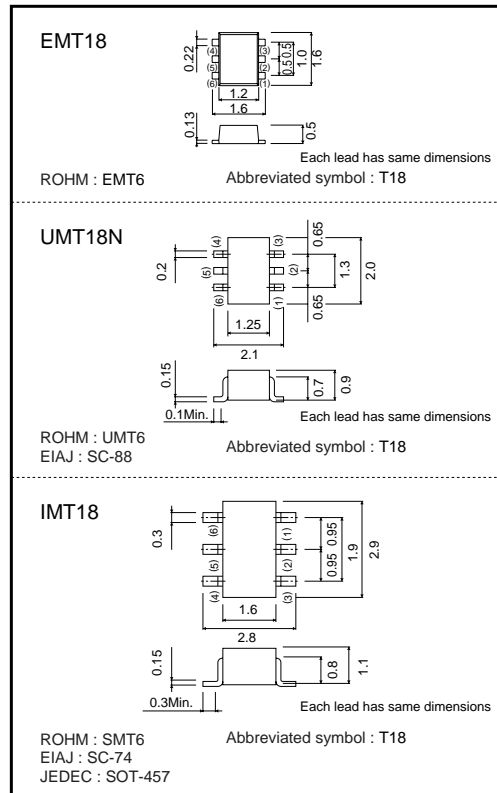 EMT18
0.22
(4)
(3)
(5)
(2)
(6)
(1)
0.5
0.5
1.0
1.6
1.2
1.6
0.13
0.5
Each lead has same dimensions
ROHM : EMT6
Abbreviated symbol : T18
UMT18N
0.2
(4)
(3)
(5)
(2)
(6)
(1)
0.65
0.65
1.3
2.0
1.25
2.1
0.15
0.1Min.
0.7
0.9
Each lead has same dimensions
ROHM : UMT6
EIAJ : SC-88
Abbreviated symbol : T18
IMT18
0.3
(6)
(1)
(5)
(2)
(4)
(3)
0.95
0.95
1.9
2.9
1.6
2.8
0.15
0.3Min.
0.8
1.1
Each lead has same dimensions
ROHM : SMT6
EIAJ : SC-74
JEDEC : SOT-457
Abbreviated symbol : T18